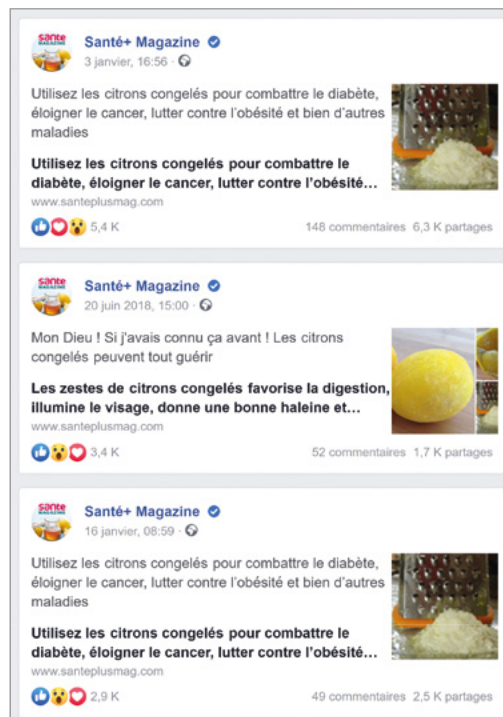 santé
MAGAZINE
Santé+ Magazine
3 janvier, 16:56 ·
Utilisez les citrons congelés pour combattre le diabète,
éloigner le cancer, lutter contre l'obésité et bien d'autres
maladies
Utilisez les citrons congelés pour combattre le
diabète, éloigner le cancer, lutter contre l'obésité…
www.santeplusmag.com
5,4 K
148 commentaires 6,3 K partages
santé
MAGAZINE
Santé+ Magazine
20 juin 2018, 15:00 ·
Mon Dieu ! Si j'avais connu ça avant ! Les citrons
congelés peuvent tout guérir
Les zestes de citrons congelés favorise la digestion,
illumine le visage, donne une bonne haleine et…
www.santeplusmag.com
3,4 K
52 commentaires 1,7 K partages
santé
MAGAZINE
Santé+ Magazine
16 janvier, 08:59 ·
Utilisez les citrons congelés pour combattre le diabète,
éloigner le cancer, lutter contre l'obésité et bien d'autres
maladies
Utilisez les citrons congelés pour combattre le
diabète, éloigner le cancer, lutter contre l'obésité…
www.santeplusmag.com
2,9 K
49 commentaires 2,5 K partages